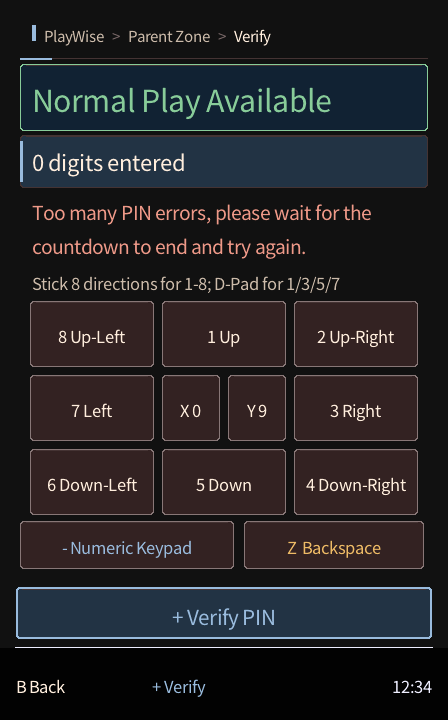 PlayWise > Parent Zone > Verify
Normal Play Available
0 digits entered
Too many PIN errors, please wait for the
countdown to end and try again.
Stick 8 directions for 1-8; D-Pad for 1/3/5/7
8 Up-Left 1 Up 2 Up-Right
7 Left X 0 Y 9 3 Right
6 Down-Left 5 Down 4 Down-Right
- Numeric Keypad Z Backspace
+ Verify PIN
B Back + Verify 12:34